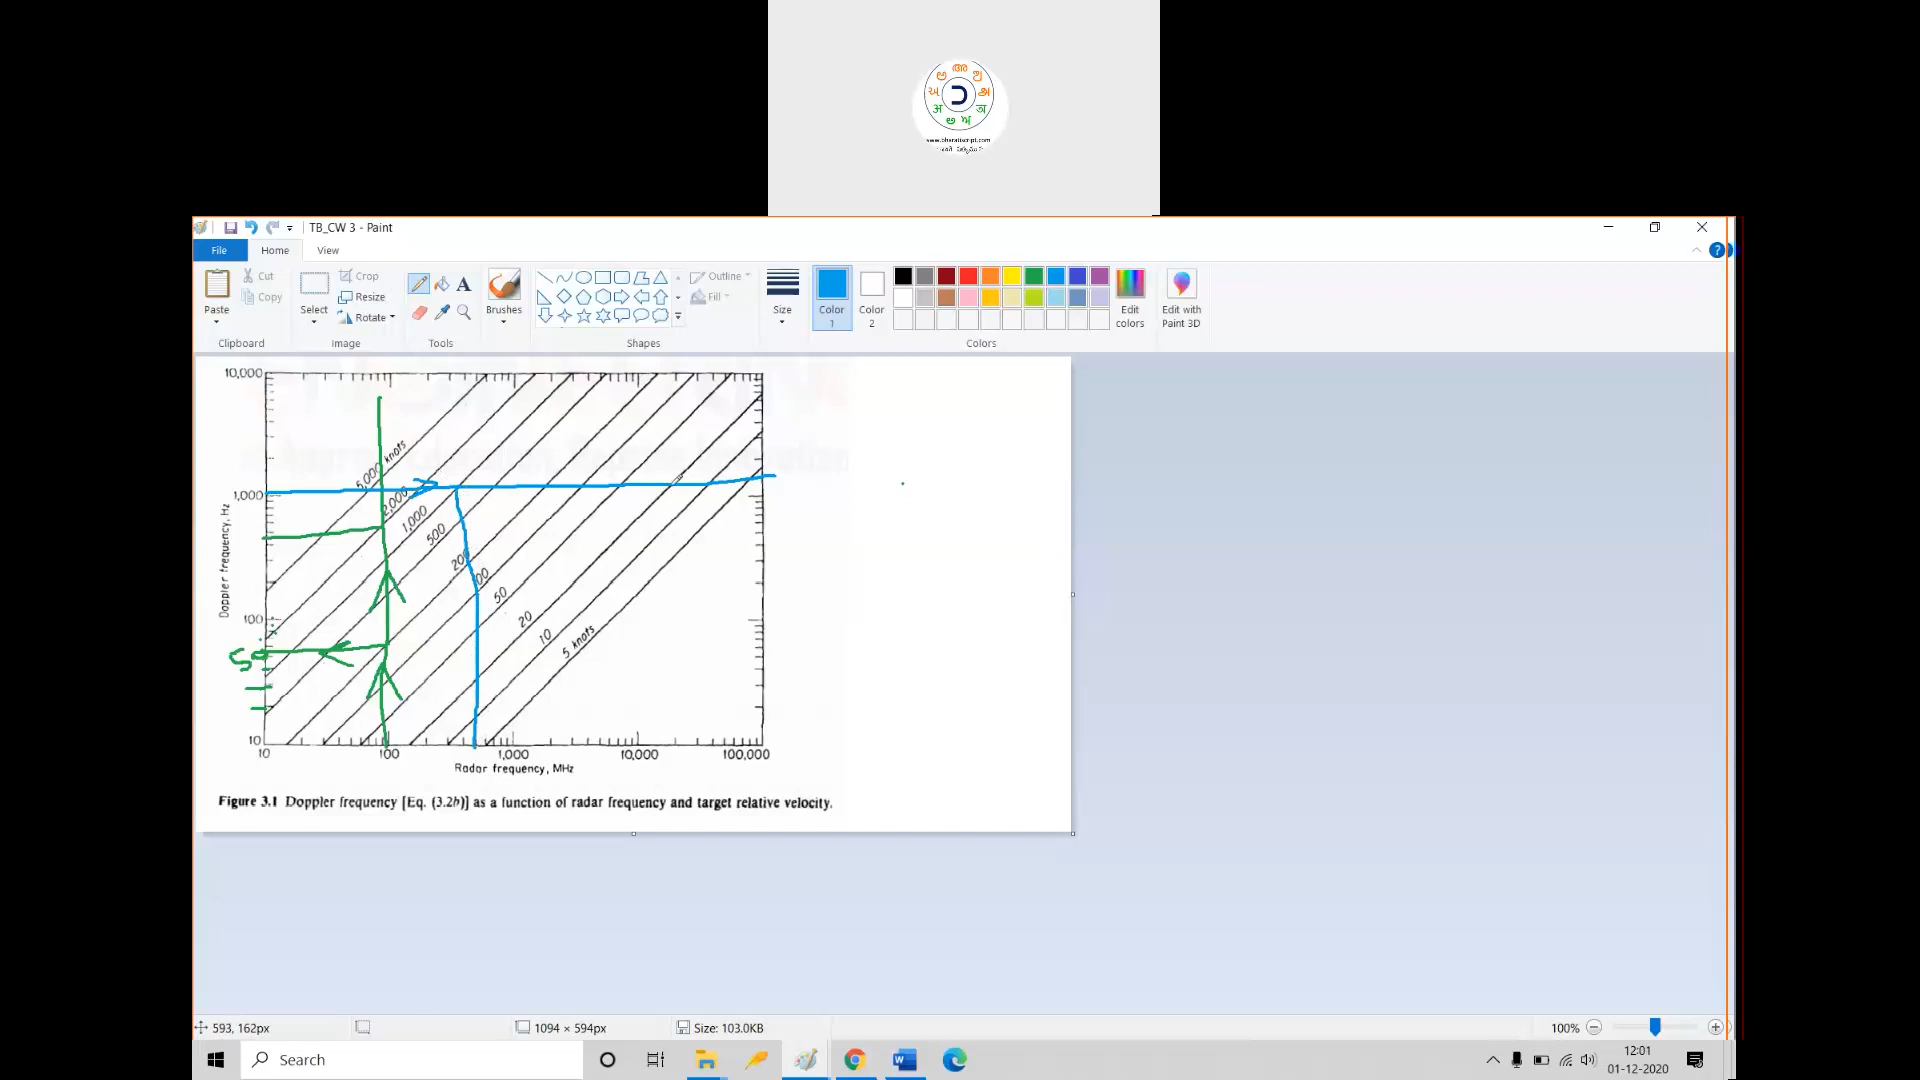 അ
అ ౮
અ அ
अ অ
ಅ ਅ
www.bharatiscript.com
TB_CW 3 - Paint
File Home View
Paste Cut Copy Select Crop Resize Rotate A Brushes Outline Fill Size Color 1 Color 2 Edit colors Edit with Paint 3D
Clipboard Image Tools Shapes Colors
10,000
1,000
100
10
Doppler frequency, Hz
5,000 knots
2,000
1,000
500
50
20
10
5 knots
50
10 100 1,000 10,000 100,000
Radar frequency, MHz
Figure 3.1 Doppler frequency [Eq. (3.2b)] as a function of radar frequency and target relative velocity.
593, 162px 1094 × 594px Size: 103.0KB 100%
Search
12:01
01-12-2020